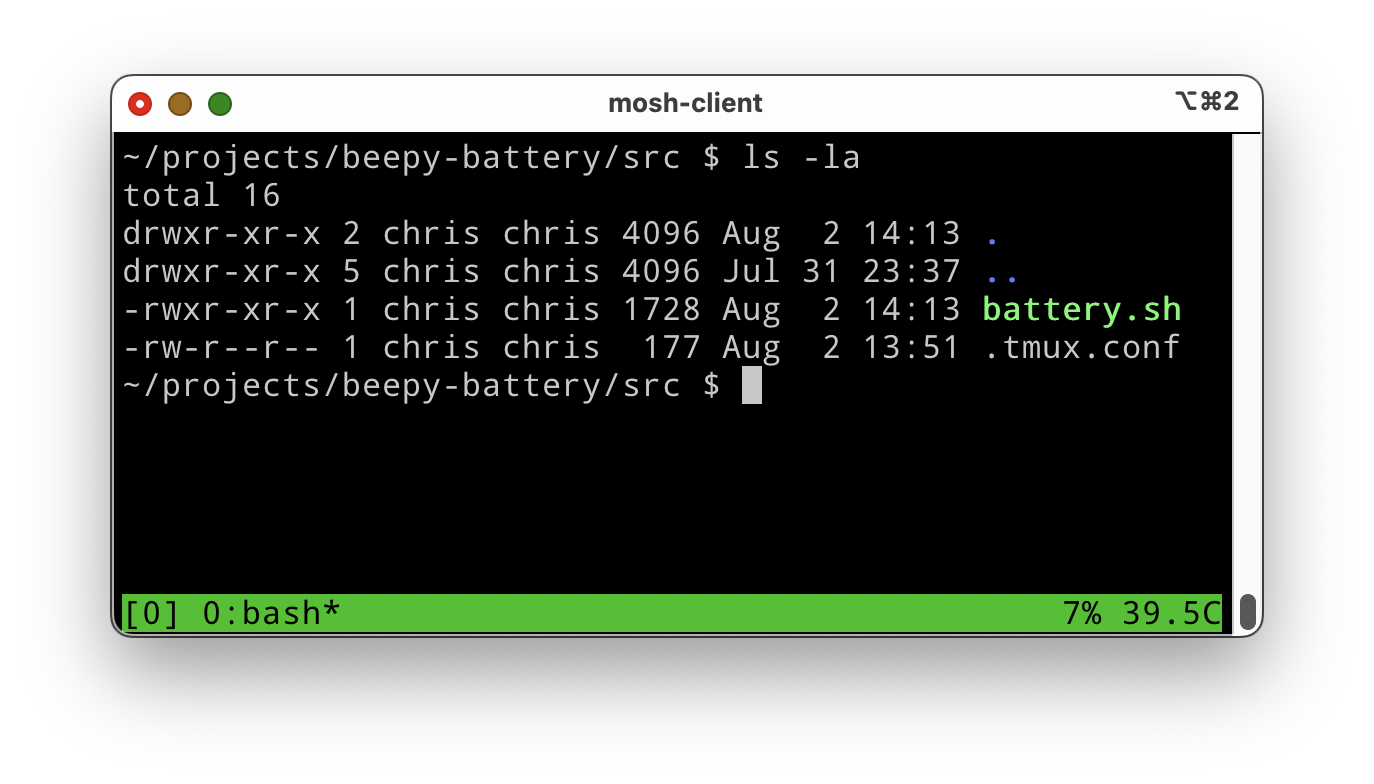 mosh-client ⌥⌘2
~/projects/beepy-battery/src $ ls -la
total 16
drwxr-xr-x 2 chris chris 4096 Aug  2 14:13 .
drwxr-xr-x 5 chris chris 4096 Jul 31 23:37 ..
-rwxr-xr-x 1 chris chris 1728 Aug  2 14:13 battery.sh
-rw-r--r-- 1 chris chris  177 Aug  2 13:51 .tmux.conf
~/projects/beepy-battery/src $
[0] 0:bash* 7% 39.5C